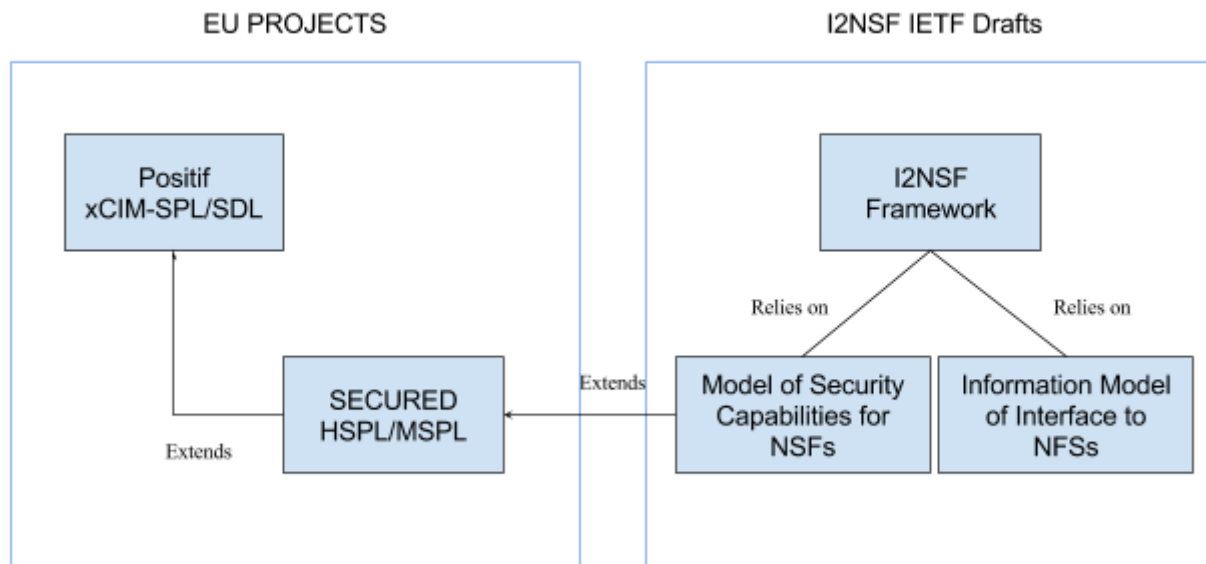 EU PROJECTS
I2NSF IETF Drafts
Positif
xCIM-SPL/SDL
I2NSF
Framework
Relies on
Relies on
Extends
SECURED
HSPL/MSPL
Model of Security
Capabilities for
NSFs
Information Model
of Interface to
NFSs
Extends